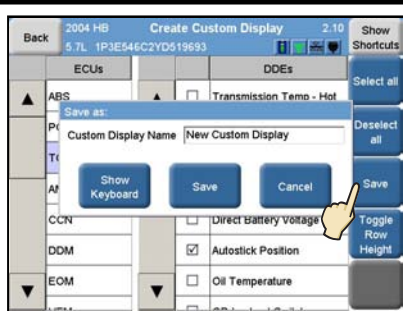 Back
2004 HB Create Custom Display 2.10
5.7L 1P3E546C2YD519693
Show Shortcuts
ECUs
DDEs
ABS
Transmission Temp - Hot
Select all
Save as:
Custom Display Name New Custom Display
Deselect all
Show Keyboard
Save
Cancel
Save
CCN
Direct Battery Voltage
Toggle Row Height
DDM
Autostick Position
EOM
Oil Temperature